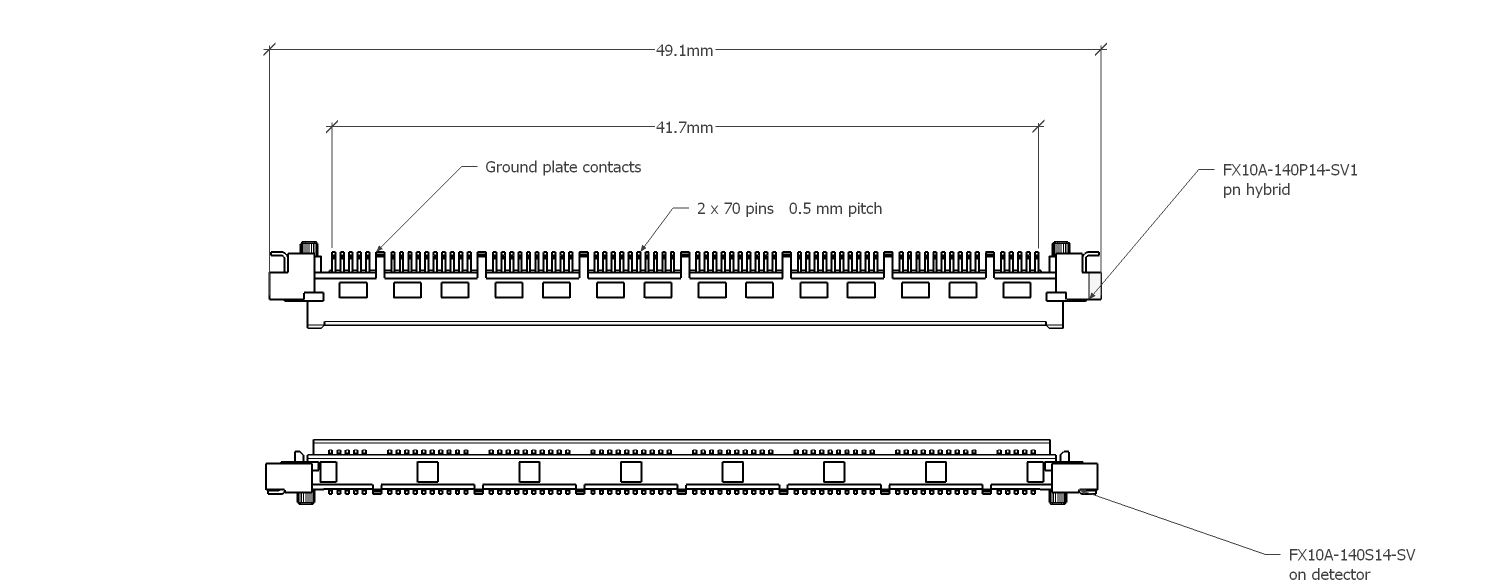 49.1mm
41.7mm
Ground plate contacts
FX10A-140P14-SV1
pn hybrid
2 x 70 pins   0.5 mm pitch
FX10A-140S14-SV
on detector